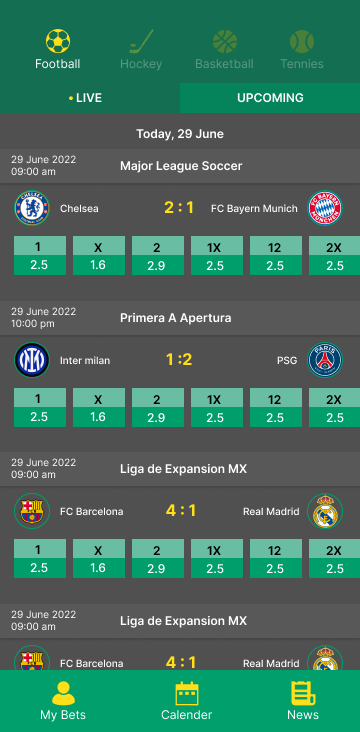 Football Hockey Basketball Tennies
• LIVE UPCOMING
Today, 29 June
29 June 2022
09:00 am
Major League Soccer
Chelsea 2 : 1 FC Bayern Munich
1 X 2 1X 12 2X
2.5 1.6 2.9 2.5 2.5 2.5
29 June 2022
10:00 pm
Primera A Apertura
Inter milan 1 : 2 PSG
1 X 2 1X 12 2X
2.5 1.6 2.9 2.5 2.5 2.5
29 June 2022
09:00 am
Liga de Expansion MX
FC Barcelona 4 : 1 Real Madrid
1 X 2 1X 12 2X
2.5 1.6 2.9 2.5 2.5 2.5
29 June 2022
09:00 am
Liga de Expansion MX
FC Barcelona 4 : 1 Real Madrid
My Bets Calender News